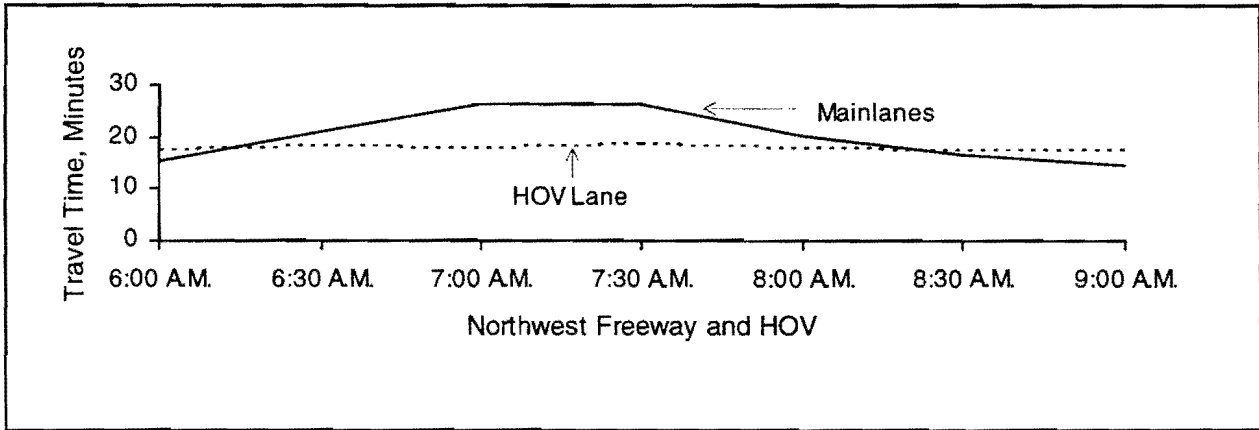 Travel Time, Minutes
30
20
10
0
Mainlanes
HOV Lane
6:00 A.M.
6:30 A.M.
7:00 A.M.
7:30 A.M.
8:00 A.M.
8:30 A.M.
9:00 A.M.
Northwest Freeway and HOV